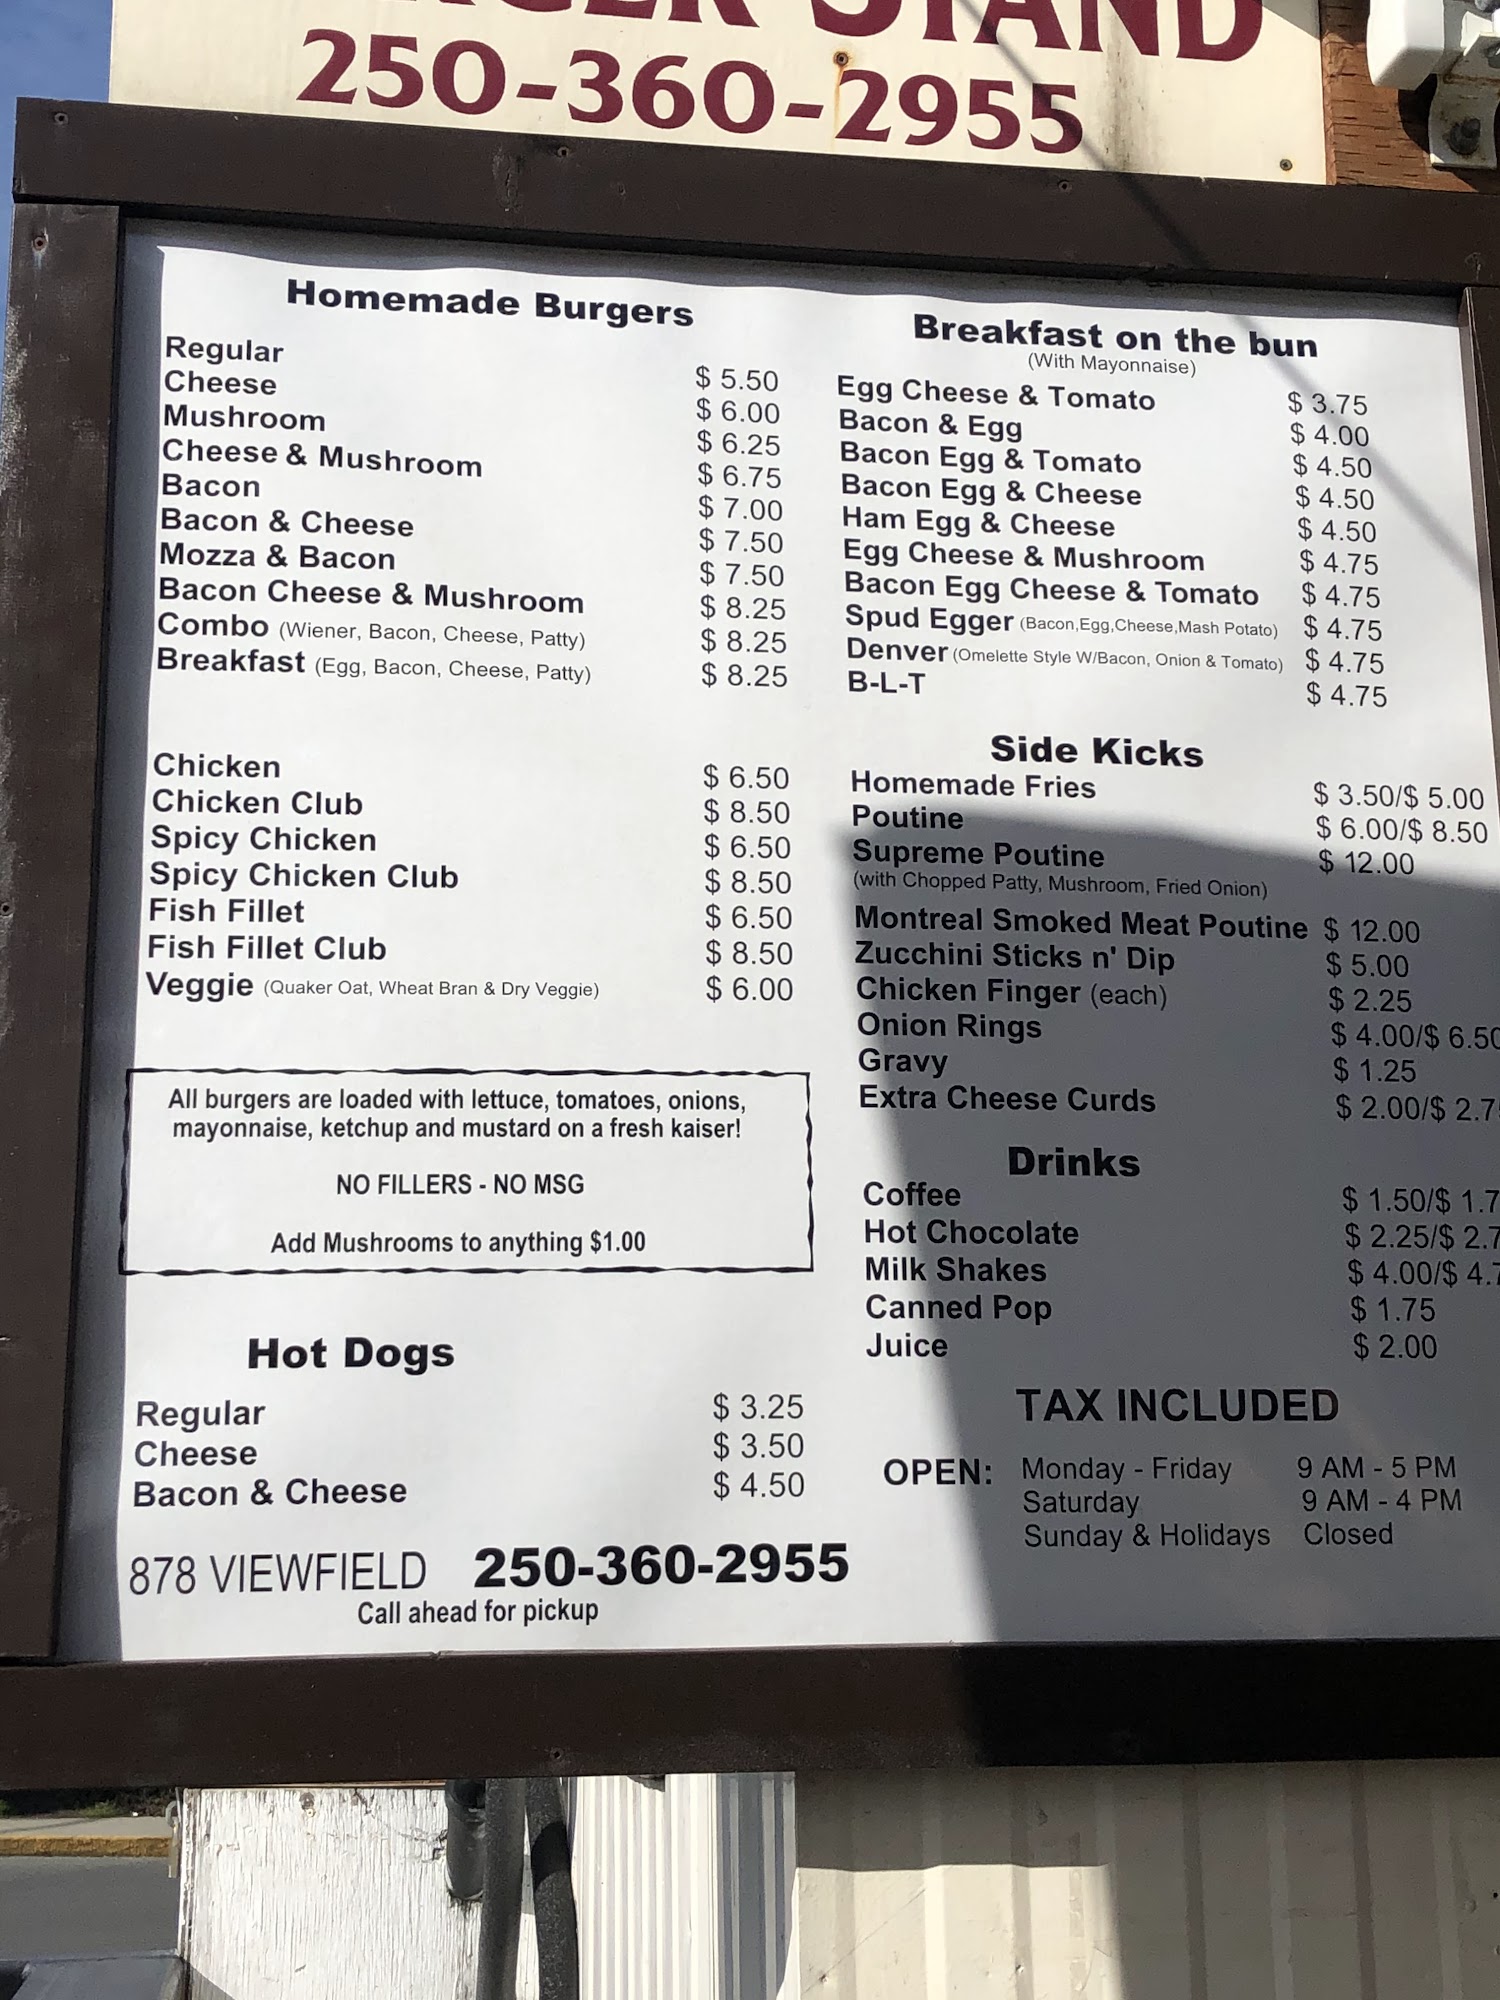 STAND
250-360-2955
Homemade Burgers
Regular $ 5.50
Cheese $ 6.00
Mushroom $ 6.25
Cheese & Mushroom $ 6.75
Bacon $ 7.00
Bacon & Cheese $ 7.50
Mozza & Bacon $ 7.50
Bacon Cheese & Mushroom $ 8.25
Combo (Wiener, Bacon, Cheese, Patty) $ 8.25
Breakfast (Egg, Bacon, Cheese, Patty) $ 8.25
Chicken $ 6.50
Chicken Club $ 8.50
Spicy Chicken $ 6.50
Spicy Chicken Club $ 8.50
Fish Fillet $ 6.50
Fish Fillet Club $ 8.50
Veggie (Quaker Oat, Wheat Bran & Dry Veggie) $ 6.00
All burgers are loaded with lettuce, tomatoes, onions,
mayonnaise, ketchup and mustard on a fresh kaiser!
NO FILLERS - NO MSG
Add Mushrooms to anything $1.00
Hot Dogs
Regular $ 3.25
Cheese $ 3.50
Bacon & Cheese $ 4.50
878 VIEWFIELD 250-360-2955
Call ahead for pickup
Breakfast on the bun
(With Mayonnaise)
Egg Cheese & Tomato $ 3.75
Bacon & Egg $ 4.00
Bacon Egg & Tomato $ 4.50
Bacon Egg & Cheese $ 4.50
Ham Egg & Cheese $ 4.50
Egg Cheese & Mushroom $ 4.75
Bacon Egg Cheese & Tomato $ 4.75
Spud Egger (Bacon,Egg,Cheese,Mash Potato) $ 4.75
Denver (Omelette Style W/Bacon, Onion & Tomato) $ 4.75
B-L-T $ 4.75
Side Kicks
Homemade Fries $ 3.50/$ 5.00
Poutine $ 6.00/$ 8.50
Supreme Poutine $ 12.00
(with Chopped Patty, Mushroom, Fried Onion)
Montreal Smoked Meat Poutine $ 12.00
Zucchini Sticks n' Dip $ 5.00
Chicken Finger (each) $ 2.25
Onion Rings $ 4.00/$ 6.50
Gravy $ 1.25
Extra Cheese Curds $ 2.00/$ 2.7
Drinks
Coffee $ 1.50/$ 1.7
Hot Chocolate $ 2.25/$ 2.7
Milk Shakes $ 4.00/$ 4.7
Canned Pop $ 1.75
Juice $ 2.00
TAX INCLUDED
OPEN: Monday - Friday 9 AM - 5 PM
Saturday 9 AM - 4 PM
Sunday & Holidays Closed